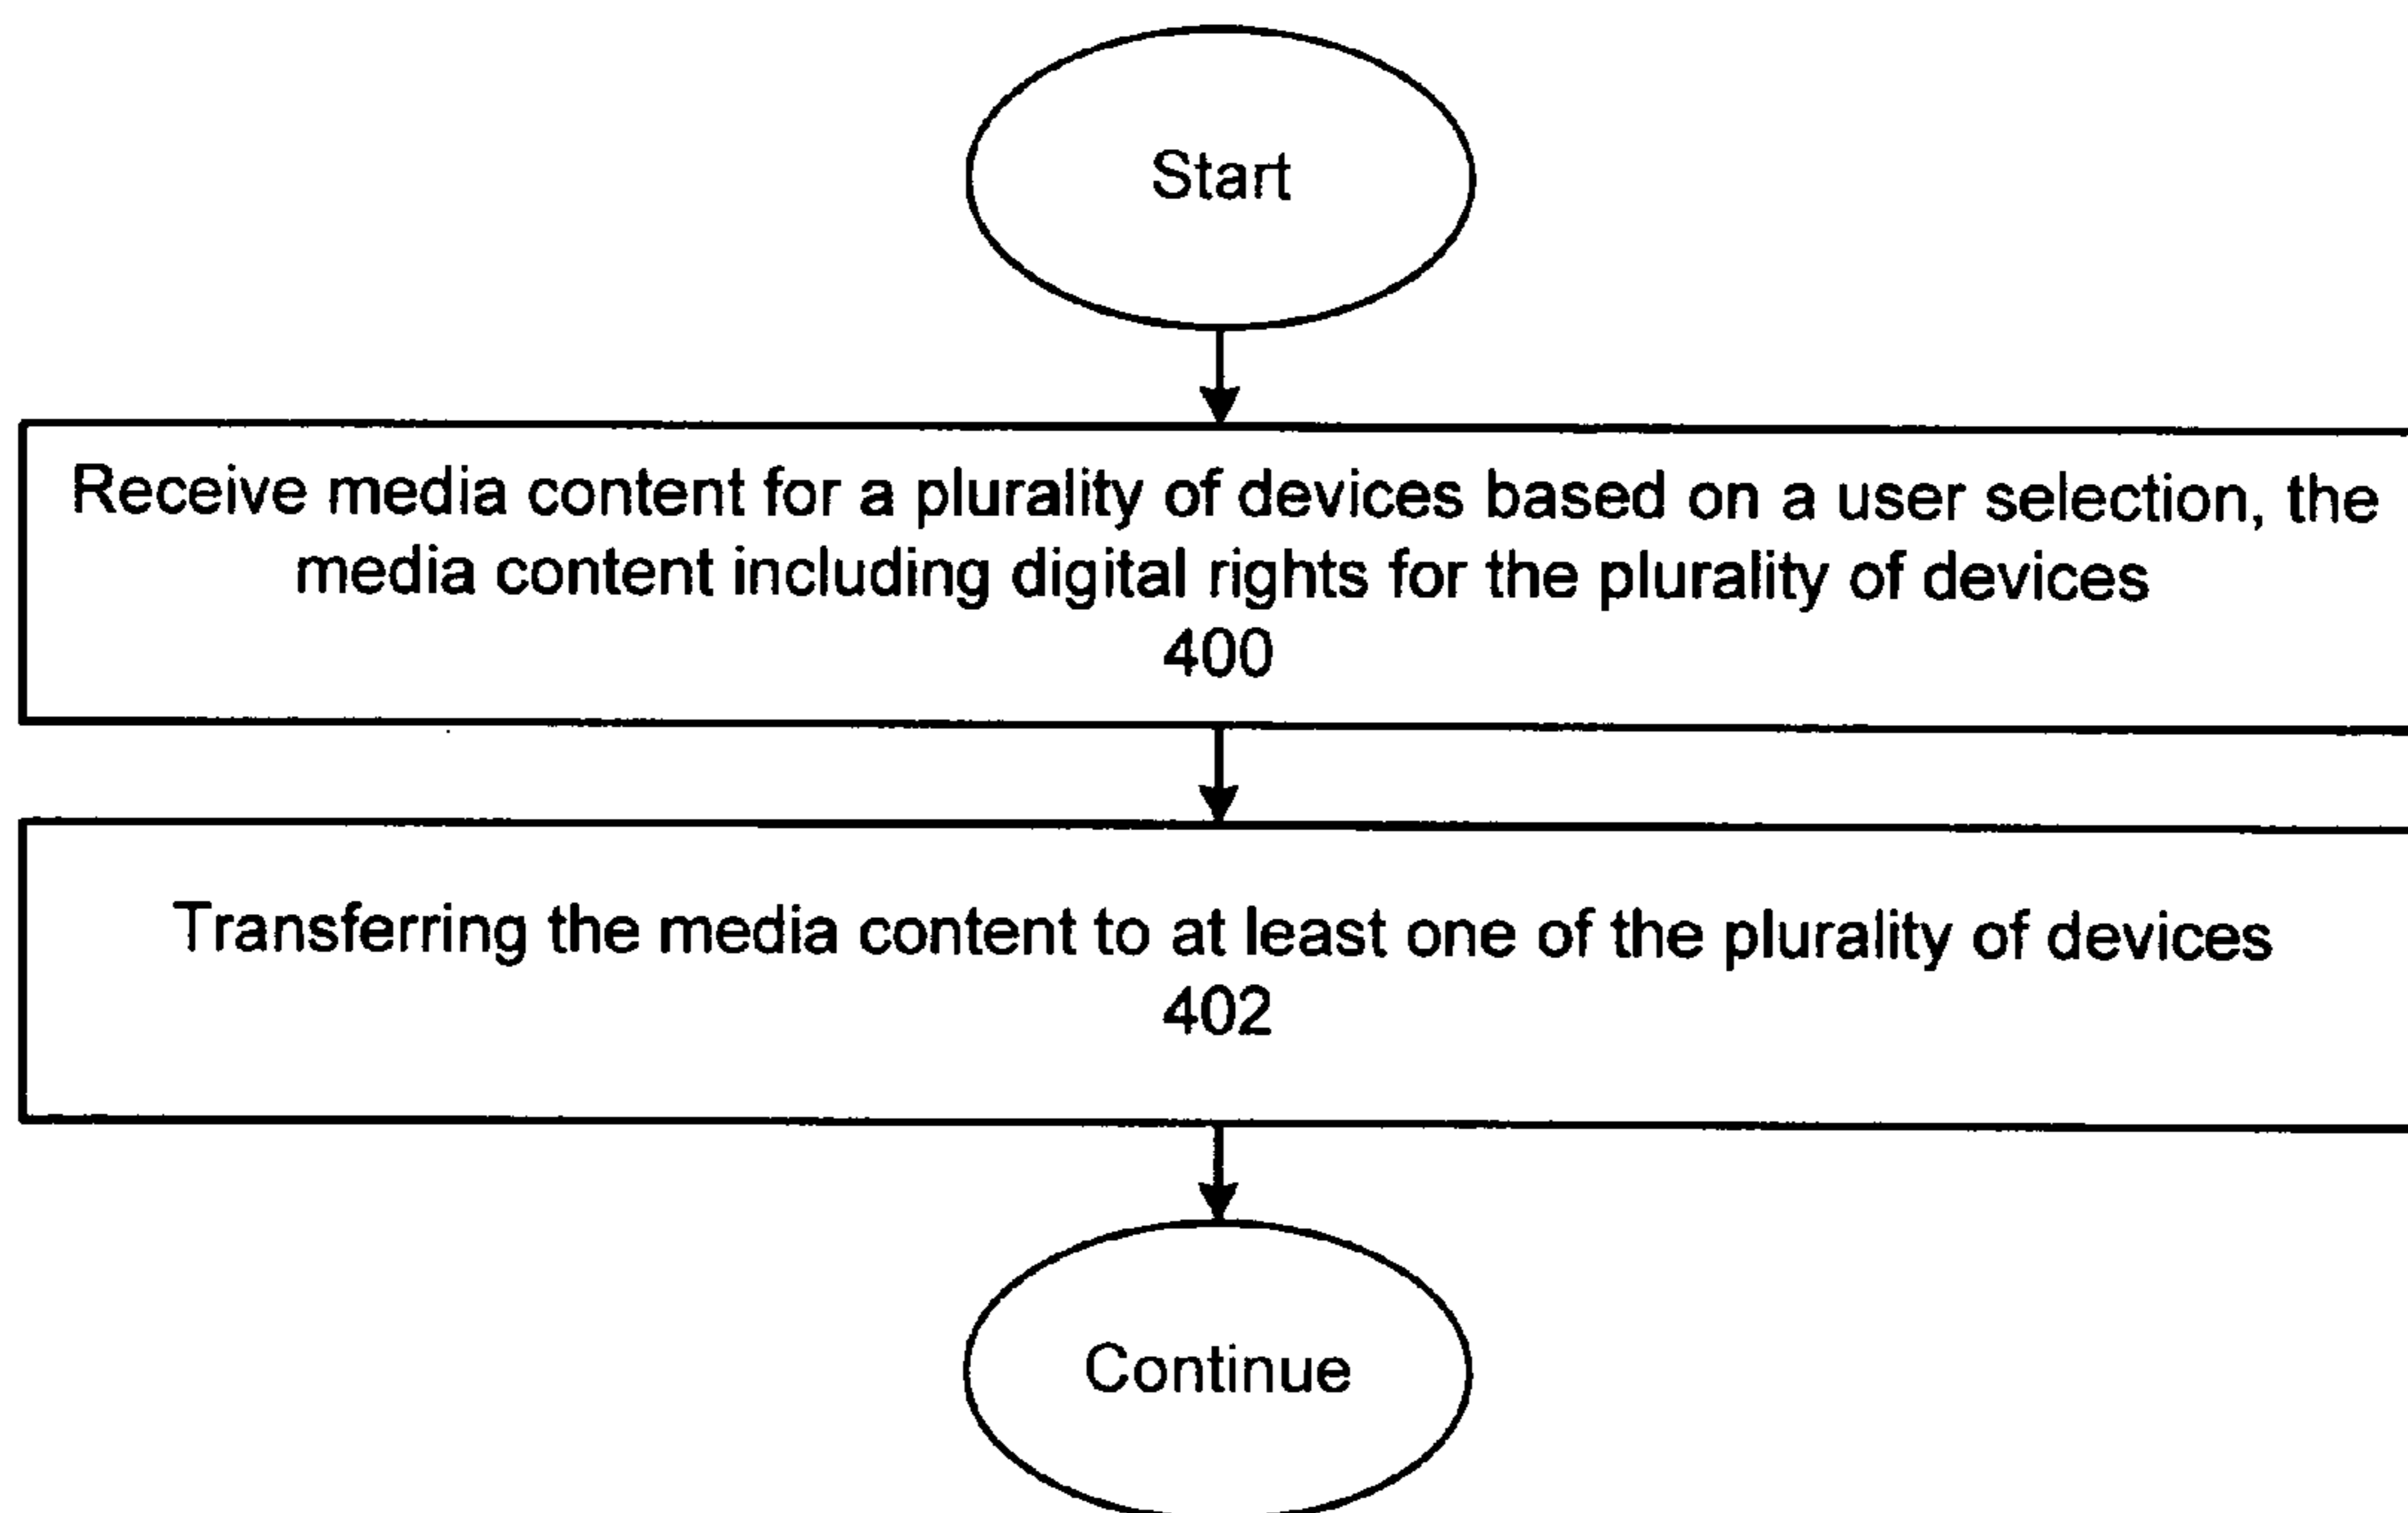 Start
Receive media content for a plurality of devices based on a user selection, the
media content including digital rights for the plurality of devices
400
Transferring the media content to at least one of the plurality of devices
402
Continue